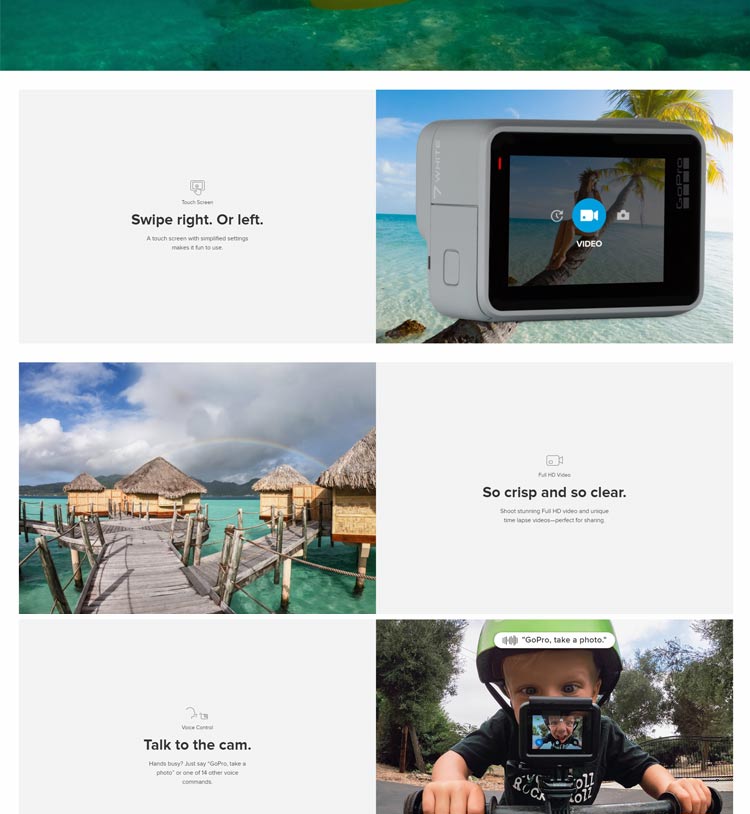 Touch Screen
Swipe right. Or left.
A touch screen with simplified settings
makes it fun to use.
7 WHITE
GoPro
VIDEO
Full HD Video
So crisp and so clear.
Shoot stunning Full HD video and unique
time lapse videos—perfect for sharing.
"GoPro, take a photo."
Voice Control
Talk to the cam.
Hands busy? Just say "GoPro, take a
photo" or one of 14 other voice
commands.